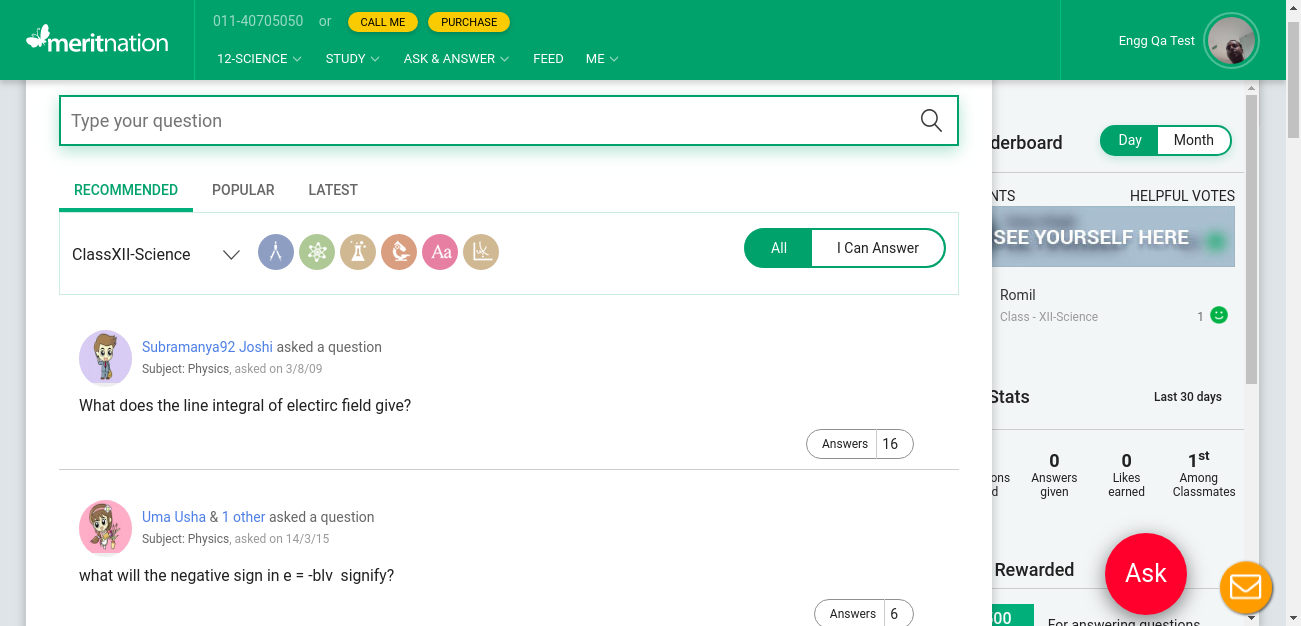 meritnation
011-40705050 or CALL ME PURCHASE
12-SCIENCE STUDY ASK & ANSWER FEED ME
Engg Qa Test
Type your question
RECOMMENDED POPULAR LATEST
ClassXII-Science
Aa
All I Can Answer
Subramanya92 Joshi asked a question
Subject: Physics, asked on 3/8/09
What does the line integral of electirc field give?
Answers 16
Uma Usha & 1 other asked a question
Subject: Physics, asked on 14/3/15
what will the negative sign in e = -blv signify?
Answers 6
derboard Day Month
NTS HELPFUL VOTES
SEE YOURSELF HERE
Romil
Class - XII-Science 1
Stats Last 30 days
0 0 1st
ons Answers Likes Among
d given earned Classmates
Rewarded
Ask
00 For answering questions